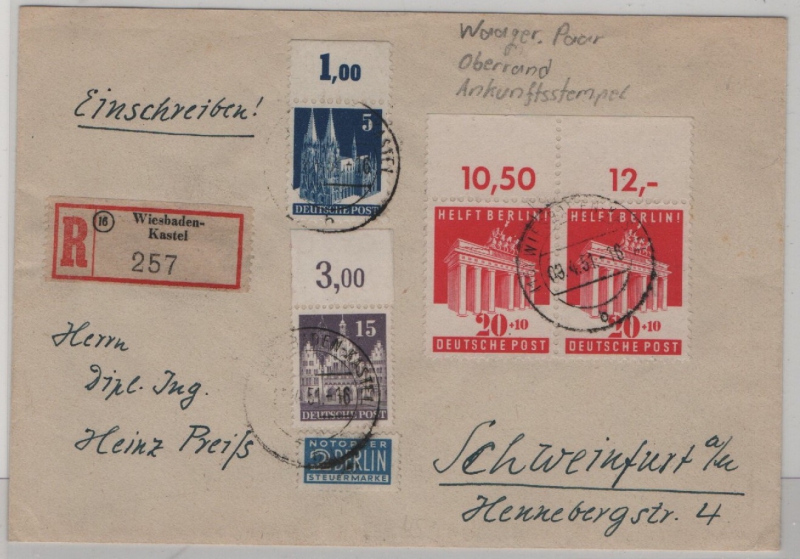 Waager. Paar
Oberrand
Ankunftsstempel
Einschreiben!
1,00
5
DEUTSCHE POST
10,50 12,-
HELFT BERLIN! HELFT BERLIN!
20+10 20+10
DEUTSCHE POST DEUTSCHE POST
R
16
Wiesbaden-
Kastel
257
3,00
15
DEUTSCHE POST
NOTOPFER
2 BERLIN
STEUERMARKE
Herrn
Dipl. Ing.
Heinz Preiß
Schweinfurt a/M
Hennebergstr. 4